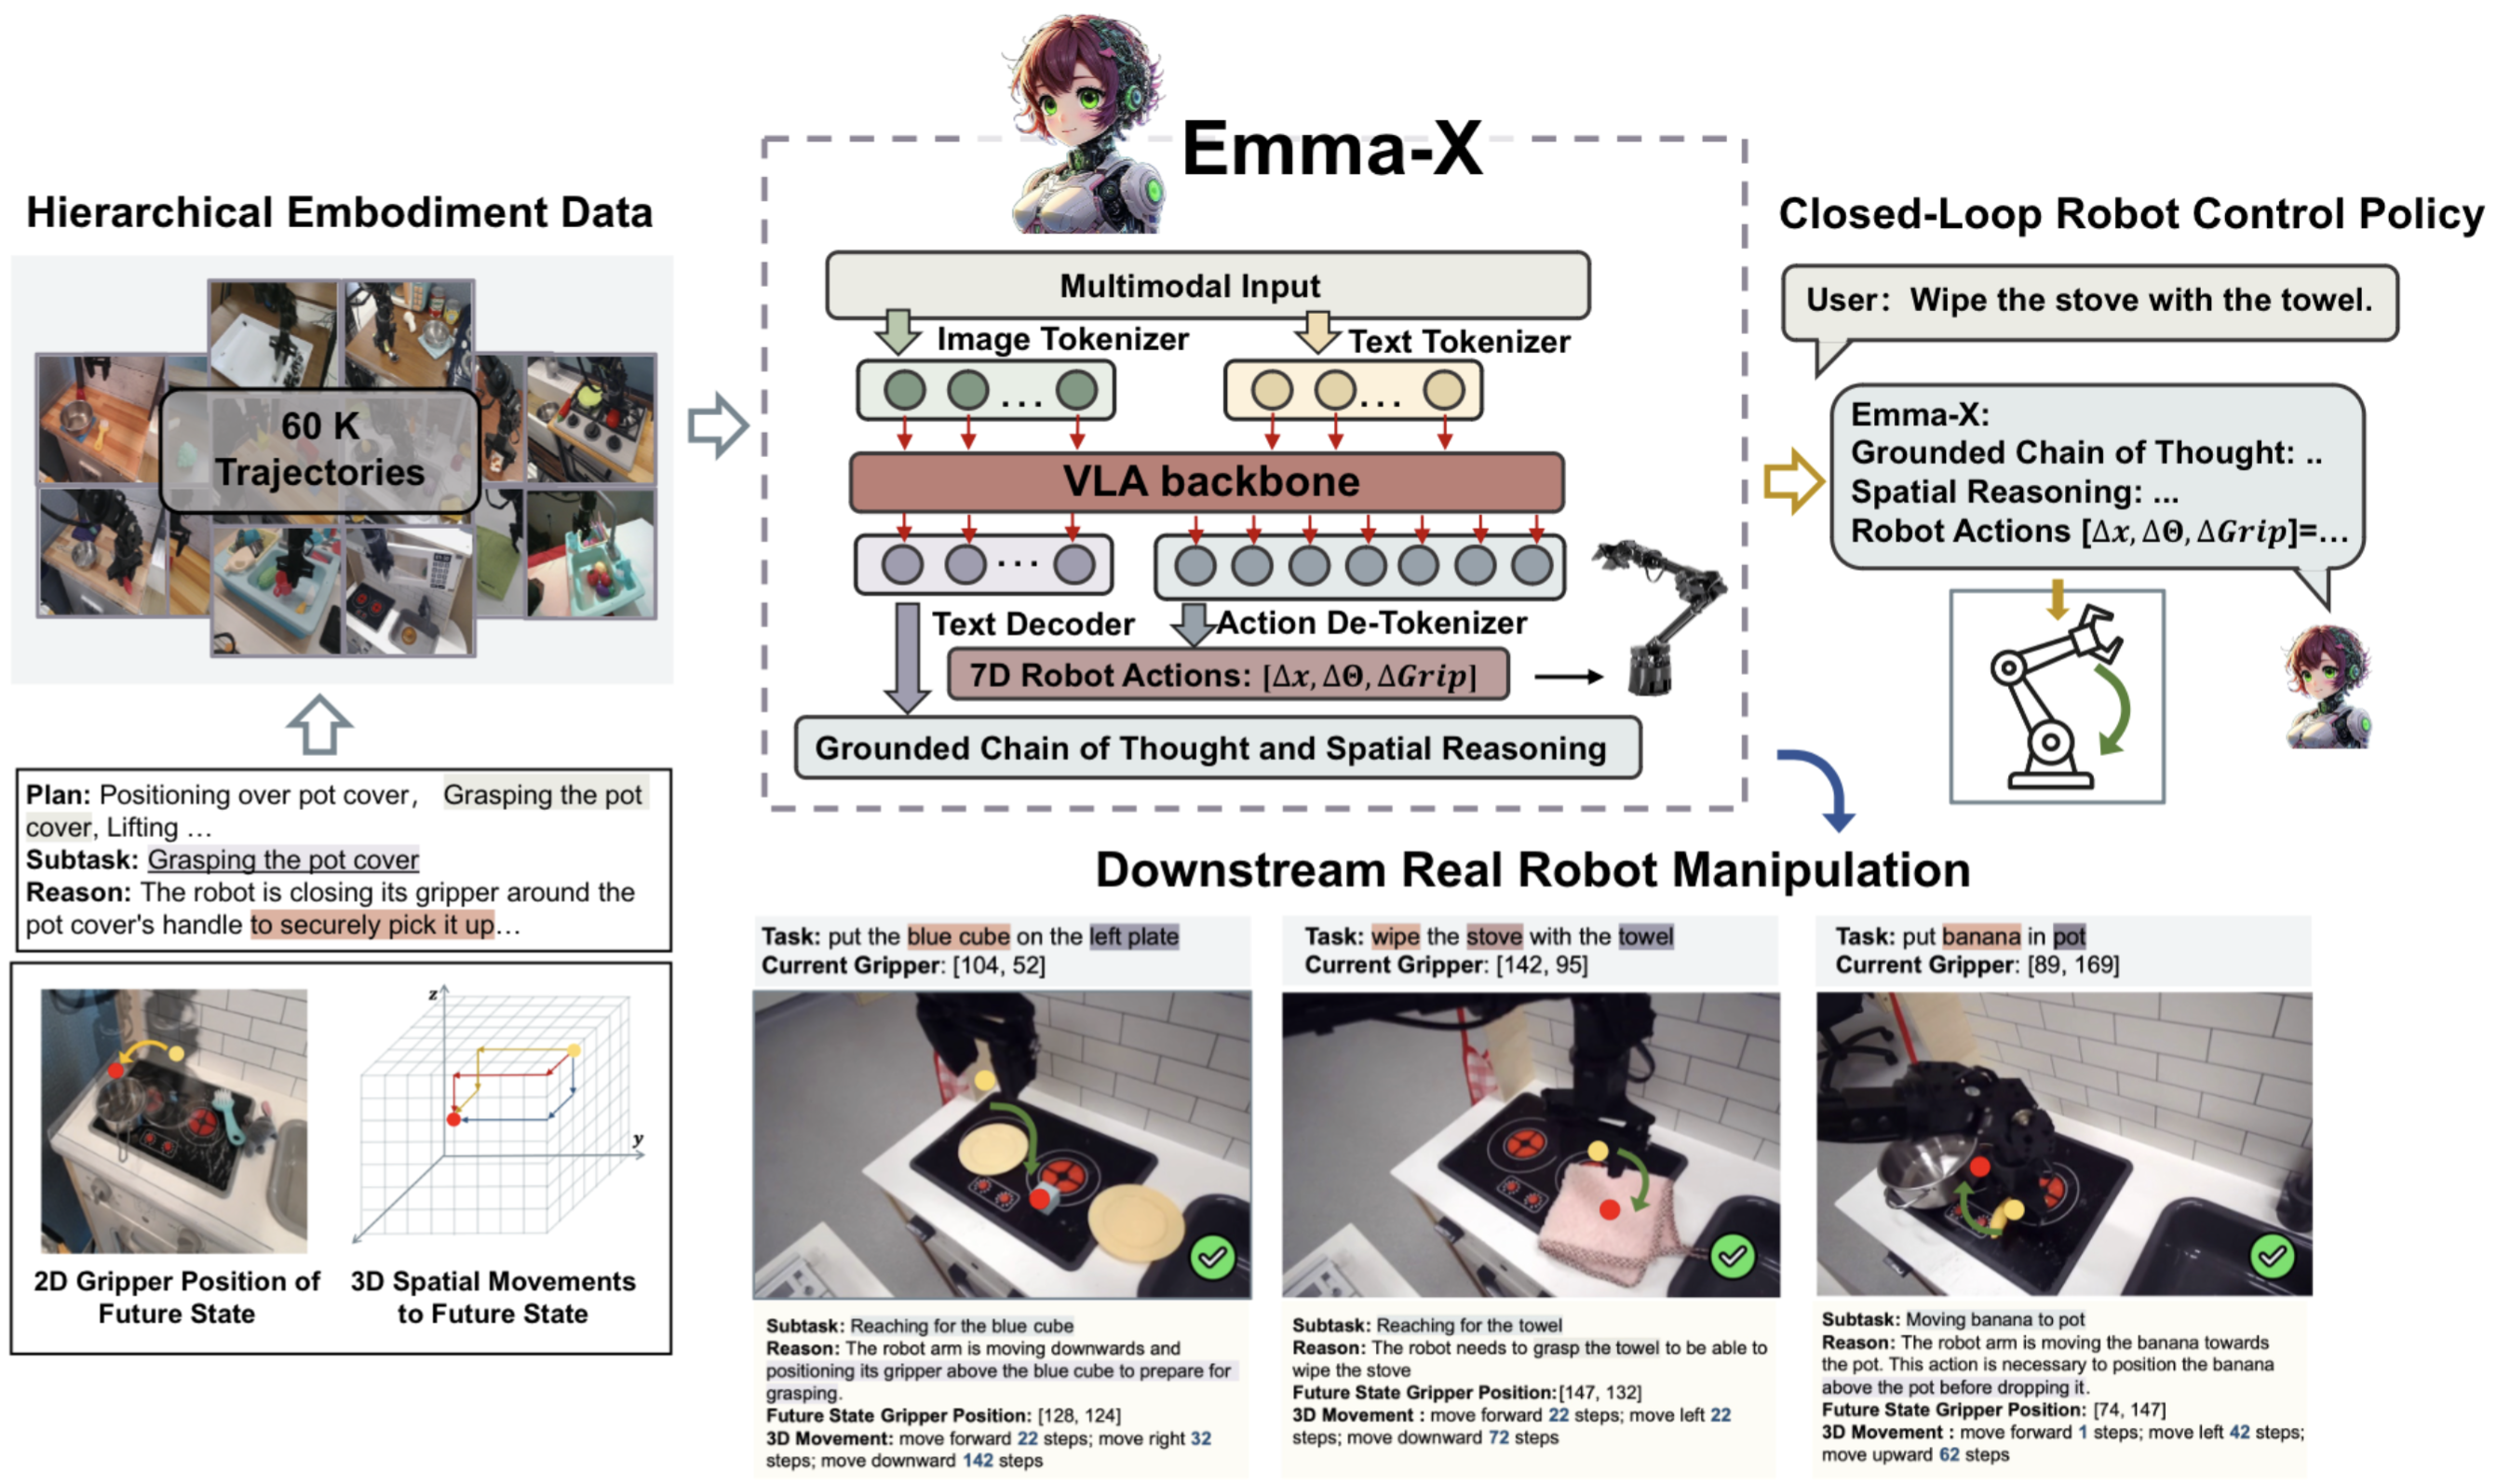 Emma-X
Hierarchical Embodiment Data
60 K
Trajectories
Plan: Positioning over pot cover, Grasping the pot
cover, Lifting ...
Subtask: Grasping the pot cover
Reason: The robot is closing its gripper around the
pot cover's handle to securely pick it up...
z
y
2D Gripper Position of
Future State
3D Spatial Movements
to Future State
Multimodal Input
Image Tokenizer
Text Tokenizer
...
...
VLA backbone
...
Text Decoder
Action De-Tokenizer
7D Robot Actions: [Δx, ΔΘ, ΔGrip]
Grounded Chain of Thought and Spatial Reasoning
Closed-Loop Robot Control Policy
User: Wipe the stove with the towel.
Emma-X:
Grounded Chain of Thought: ..
Spatial Reasoning: ...
Robot Actions [Δx, ΔΘ, ΔGrip]=...
Downstream Real Robot Manipulation
Task: put the blue cube on the left plate
Current Gripper: [104, 52]
Subtask: Reaching for the blue cube
Reason: The robot arm is moving downwards and
positioning its gripper above the blue cube to prepare for
grasping.
Future State Gripper Position: [128, 124]
3D Movement: move forward 22 steps; move right 32
steps; move downward 142 steps
Task: wipe the stove with the towel
Current Gripper: [142, 95]
Subtask: Reaching for the towel
Reason: The robot needs to grasp the towel to be able to
wipe the stove
Future State Gripper Position:[147, 132]
3D Movement : move forward 22 steps; move left 22
steps; move downward 72 steps
Task: put banana in pot
Current Gripper: [89, 169]
Subtask: Moving banana to pot
Reason: The robot arm is moving the banana towards
the pot. This action is necessary to position the banana
above the pot before dropping it.
Future State Gripper Position: [74, 147]
3D Movement : move forward 1 steps; move left 42 steps;
move upward 62 steps